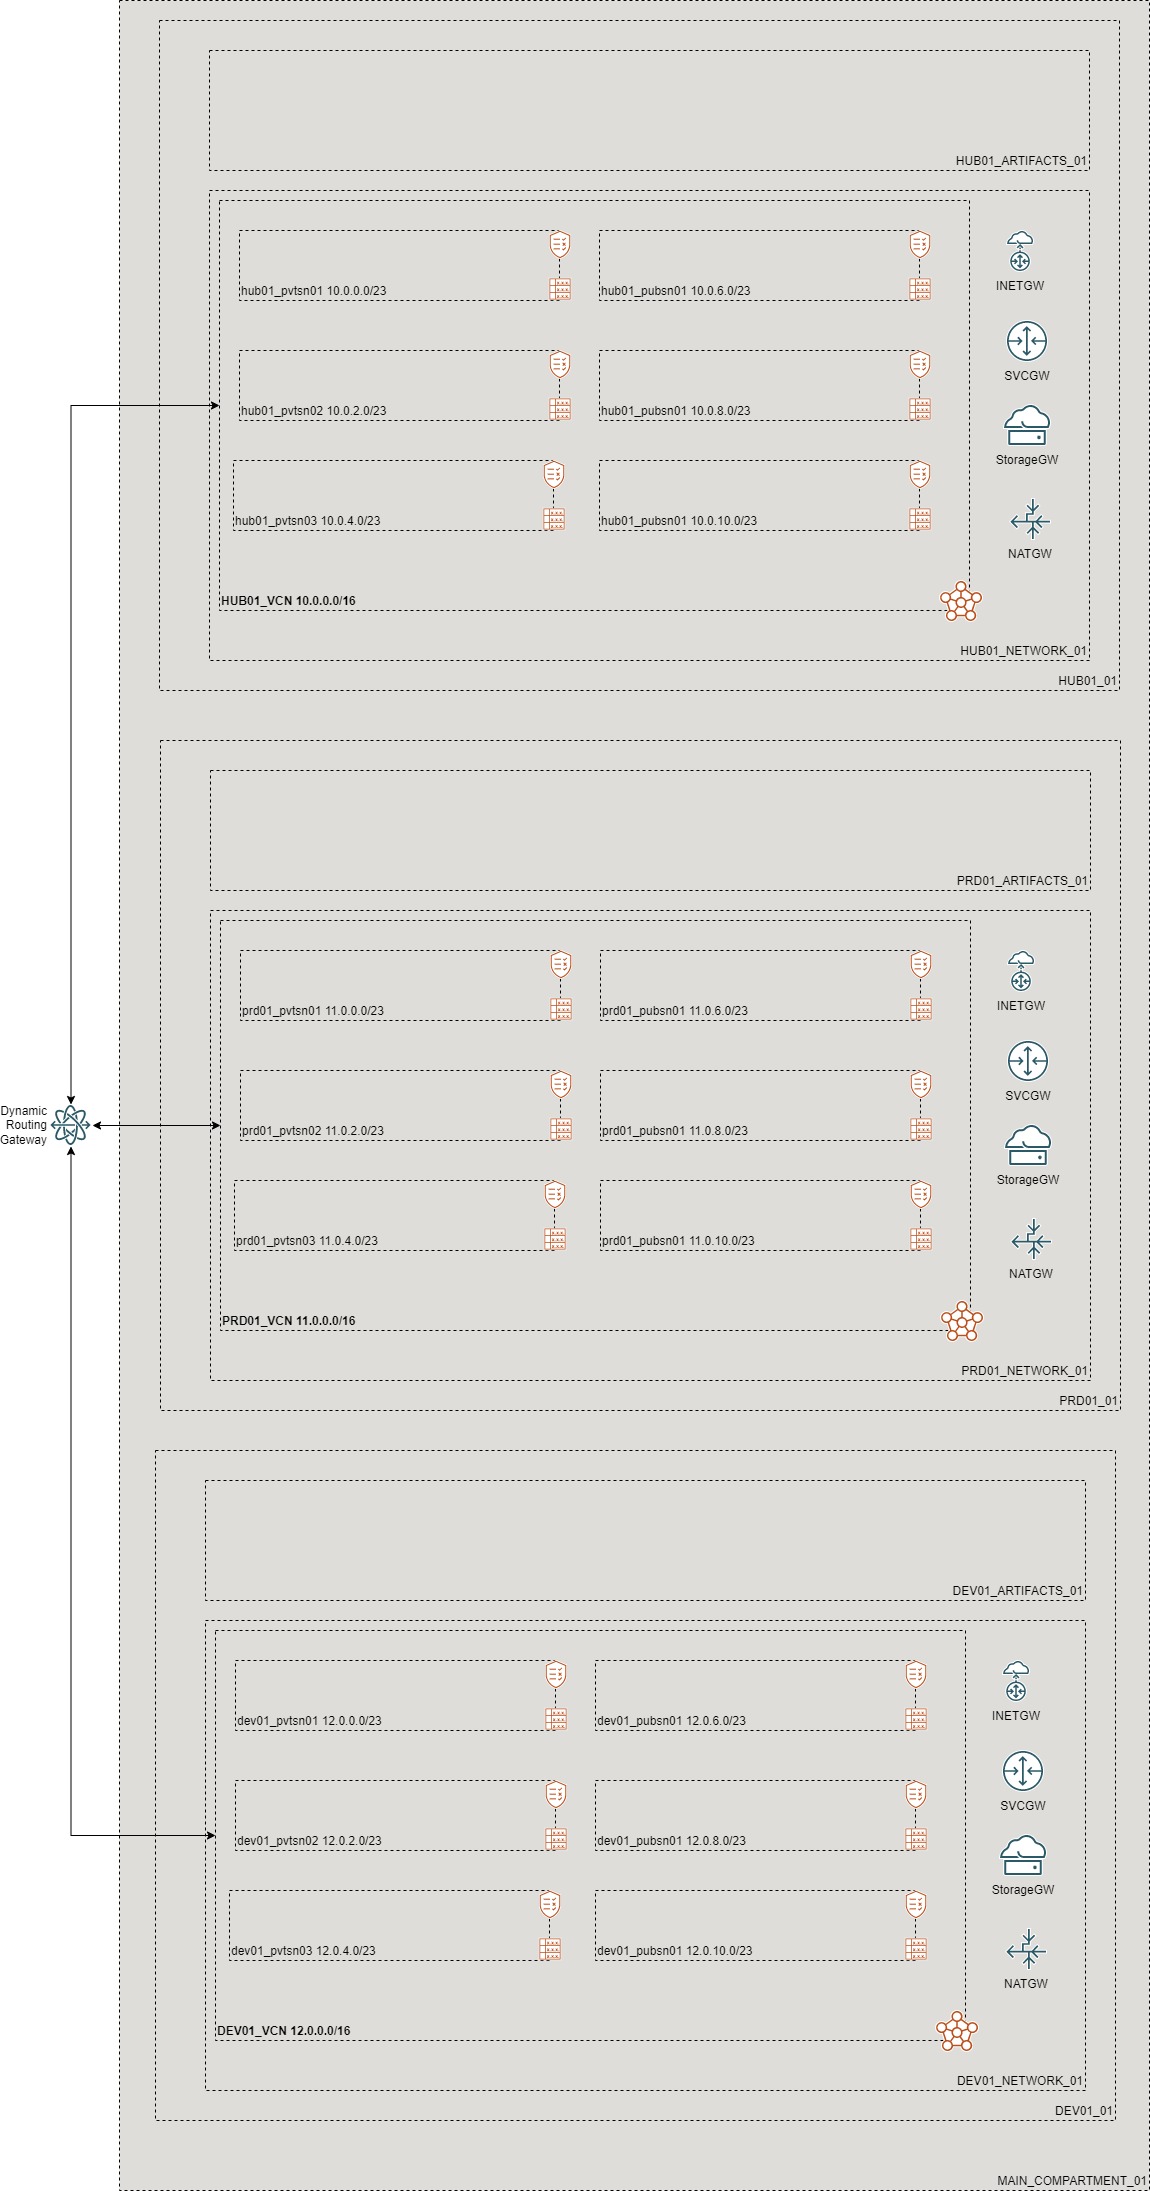 HUB01_ARTIFACTS_01
hub01_pvtsn01 10.0.0.0/23
hub01_pubsn01 10.0.6.0/23
INETGW
SVCGW
hub01_pvtsn02 10.0.2.0/23
hub01_pubsn01 10.0.8.0/23
StorageGW
hub01_pvtsn03 10.0.4.0/23
hub01_pubsn01 10.0.10.0/23
NATGW
HUB01_VCN 10.0.0.0/16
HUB01_NETWORK_01
HUB01_01
PRD01_ARTIFACTS_01
prd01_pvtsn01 11.0.0.0/23
prd01_pubsn01 11.0.6.0/23
INETGW
SVCGW
Dynamic
Routing
Gateway
prd01_pvtsn02 11.0.2.0/23
prd01_pubsn01 11.0.8.0/23
StorageGW
prd01_pvtsn03 11.0.4.0/23
prd01_pubsn01 11.0.10.0/23
NATGW
PRD01_VCN 11.0.0.0/16
PRD01_NETWORK_01
PRD01_01
DEV01_ARTIFACTS_01
dev01_pvtsn01 12.0.0.0/23
dev01_pubsn01 12.0.6.0/23
INETGW
SVCGW
dev01_pvtsn02 12.0.2.0/23
dev01_pubsn01 12.0.8.0/23
StorageGW
dev01_pvtsn03 12.0.4.0/23
dev01_pubsn01 12.0.10.0/23
NATGW
DEV01_VCN 12.0.0.0/16
DEV01_NETWORK_01
DEV01_01
MAIN_COMPARTMENT_01